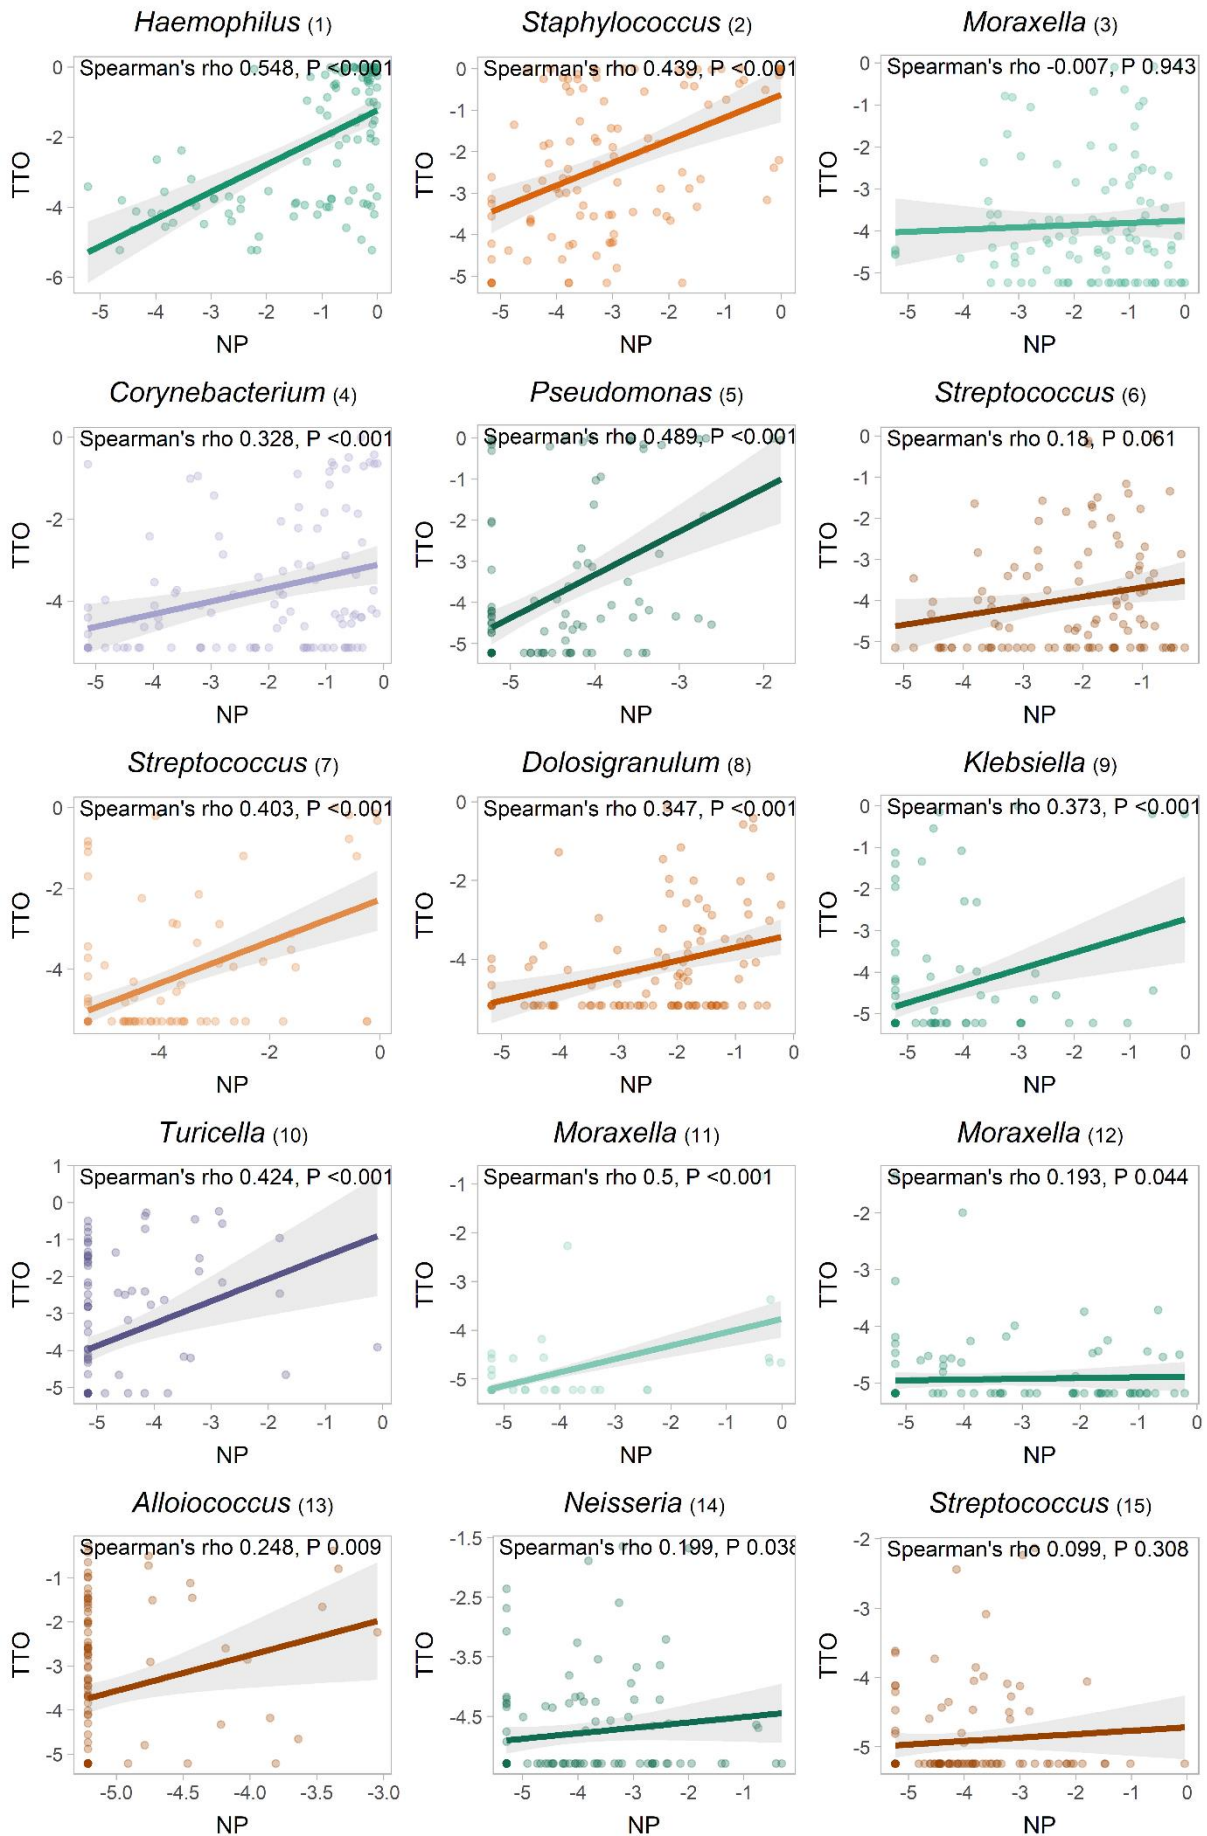 Haemophilus (1)
Spearman's rho 0.548, P <0.001
0
-2
-4
-6
TTO
-5 -4 -3 -2 -1 0
NP
Staphylococcus (2)
Spearman's rho 0.439, P <0.001
0
-1
-2
-3
-4
-5
TTO
-5 -4 -3 -2 -1 0
NP
Moraxella (3)
Spearman's rho -0.007, P 0.943
0
-1
-2
-3
-4
-5
TTO
-5 -4 -3 -2 -1 0
NP
Corynebacterium (4)
Spearman's rho 0.328, P <0.001
0
-2
-4
TTO
-5 -4 -3 -2 -1 0
NP
Pseudomonas (5)
Spearman's rho 0.489, P <0.001
0
-1
-2
-3
-4
-5
TTO
-5 -4 -3 -2
NP
Streptococcus (6)
Spearman's rho 0.18, P 0.061
0
-1
-2
-3
-4
-5
TTO
-5 -4 -3 -2 -1
NP
Streptococcus (7)
Spearman's rho 0.403, P <0.001
0
-2
-4
TTO
-4 -2 0
NP
Dolosigranulum (8)
Spearman's rho 0.347, P <0.001
0
-2
-4
TTO
-5 -4 -3 -2 -1 0
NP
Klebsiella (9)
Spearman's rho 0.373, P <0.001
0
-1
-2
-3
-4
-5
TTO
-5 -4 -3 -2 -1 0
NP
Turicella (10)
Spearman's rho 0.424, P <0.001
1
0
-1
-2
-3
-4
-5
TTO
-5 -4 -3 -2 -1 0
NP
Moraxella (11)
Spearman's rho 0.5, P <0.001
-1
-2
-3
-4
-5
TTO
-5 -4 -3 -2 -1 0
NP
Moraxella (12)
Spearman's rho 0.193, P 0.044
-2
-3
-4
-5
TTO
-5 -4 -3 -2 -1 0
NP
Alloiococcus (13)
Spearman's rho 0.248, P 0.009
-1
-2
-3
-4
-5
TTO
-5.0 -4.5 -4.0 -3.5 -3.0
NP
Neisseria (14)
Spearman's rho 0.199, P 0.038
-1.5
-2.5
-3.5
-4.5
TTO
-5 -4 -3 -2 -1
NP
Streptococcus (15)
Spearman's rho 0.099, P 0.308
-2
-3
-4
-5
TTO
-5 -4 -3 -2 -1 0
NP